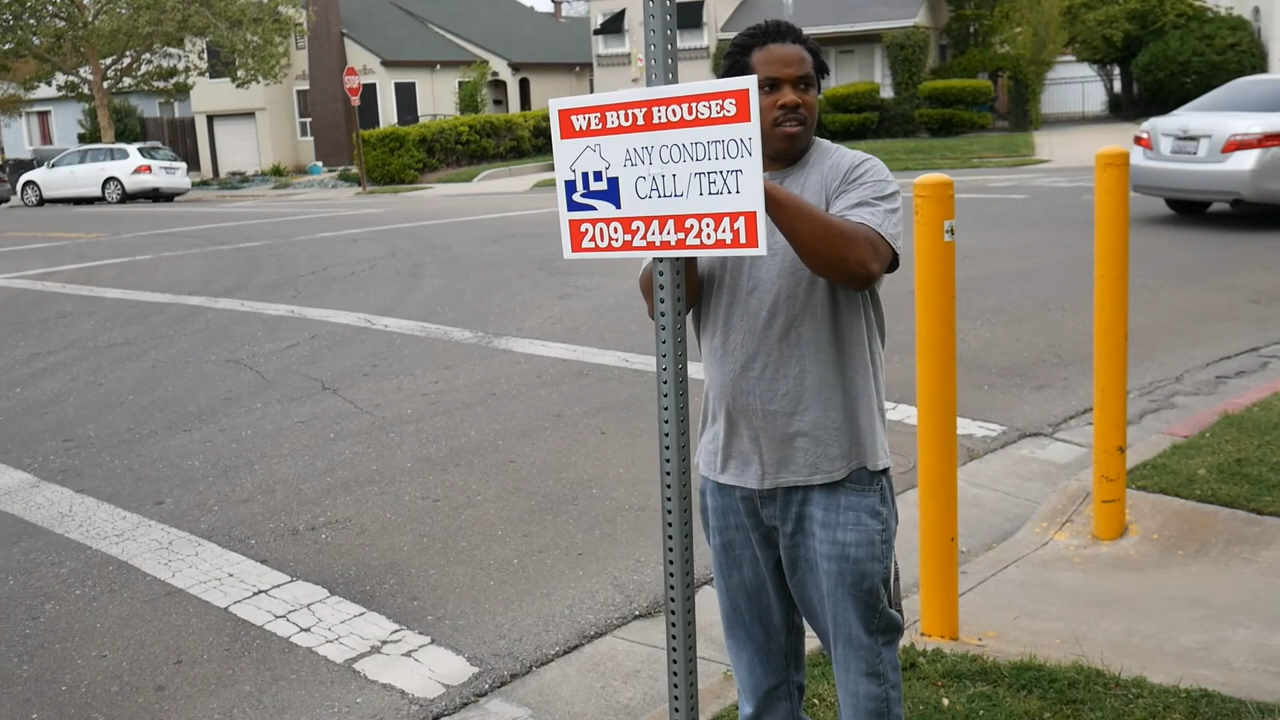 STOP
WE BUY HOUSES
ANY CONDITION
CALL/TEXT
209-244-2841